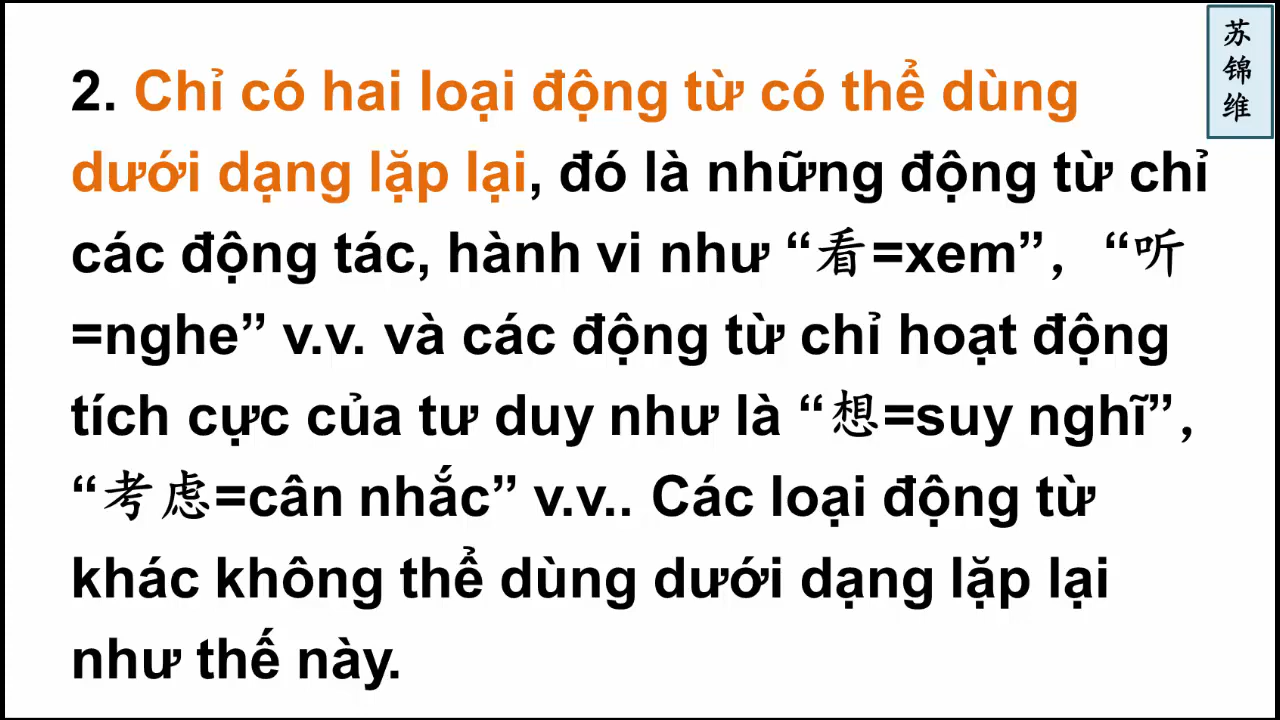 2. Chỉ có hai loại động từ có thể dùng
dưới dạng lặp lại, đó là những động từ chỉ
các động tác, hành vi như “看=xem”, “听
=nghe” v.v. và các động từ chỉ hoạt động
tích cực của tư duy như là “想=suy nghĩ”,
“考虑=cân nhắc” v.v.. Các loại động từ
khác không thể dùng dưới dạng lặp lại
như thế này.
苏
锦
维